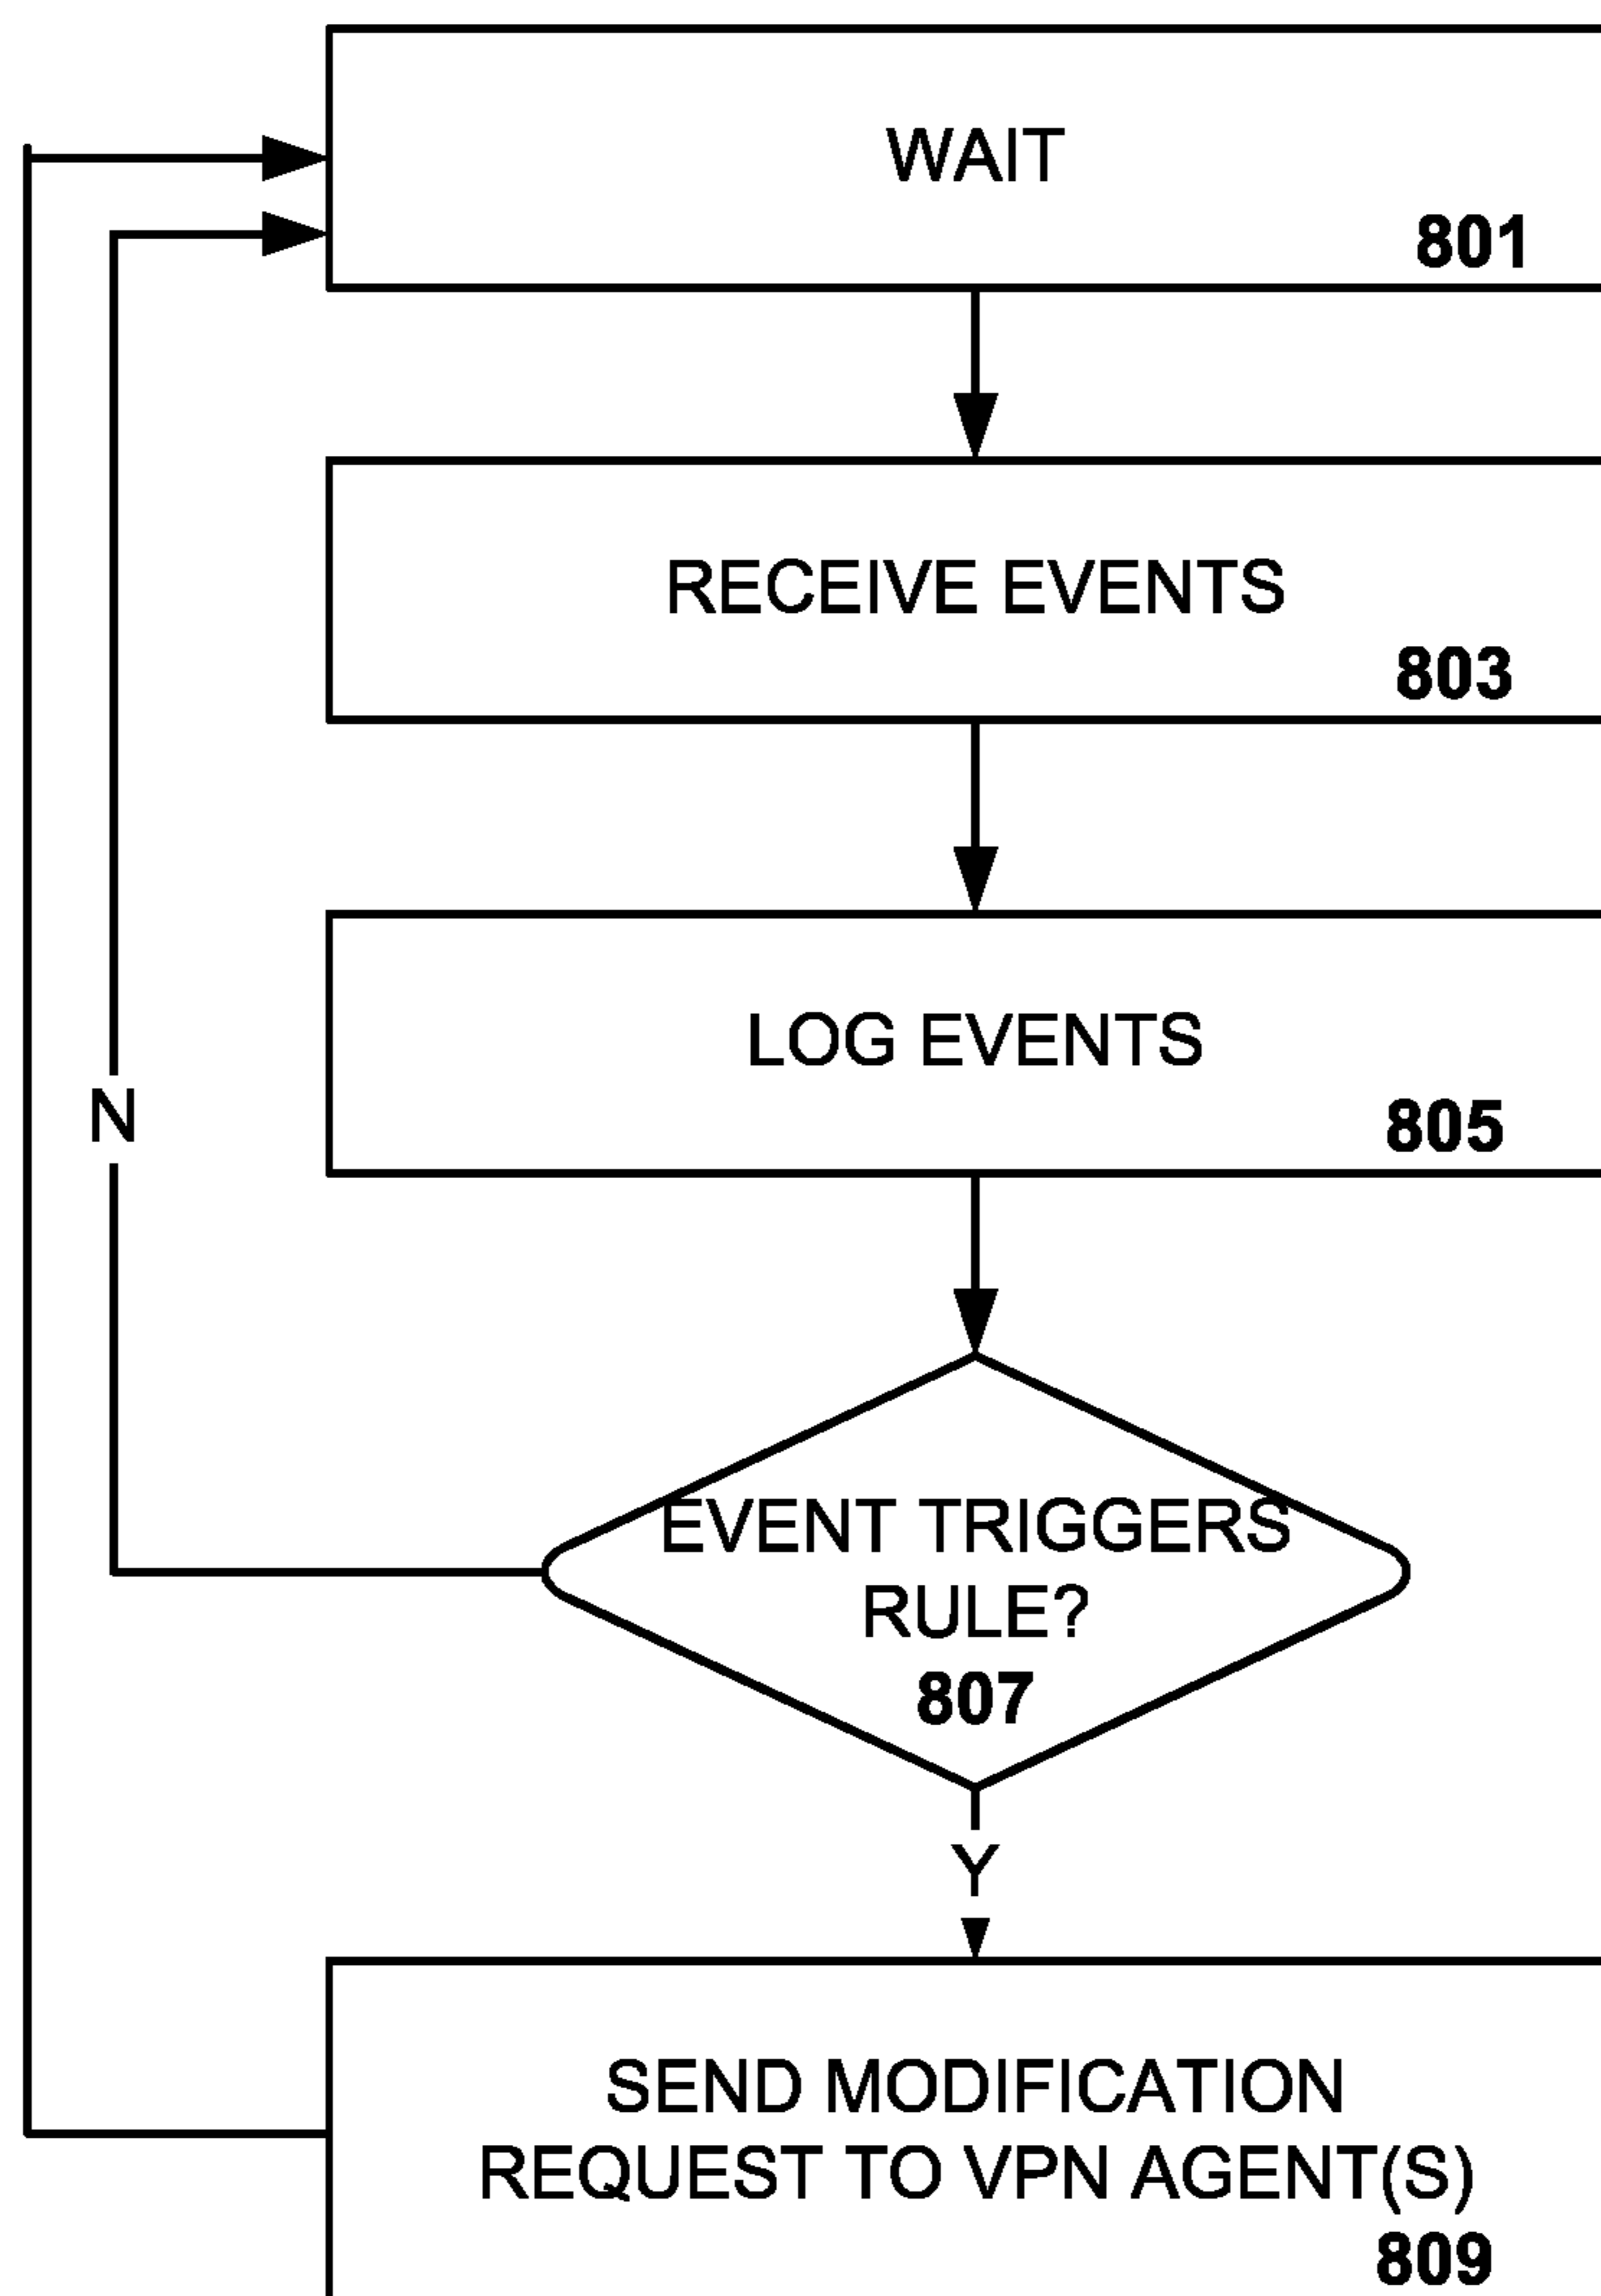 WAIT
801
RECEIVE EVENTS
803
LOG EVENTS
805
N
EVENT TRIGGERS
RULE?
807
Y
SEND MODIFICATION
REQUEST TO VPN AGENT(S)
809